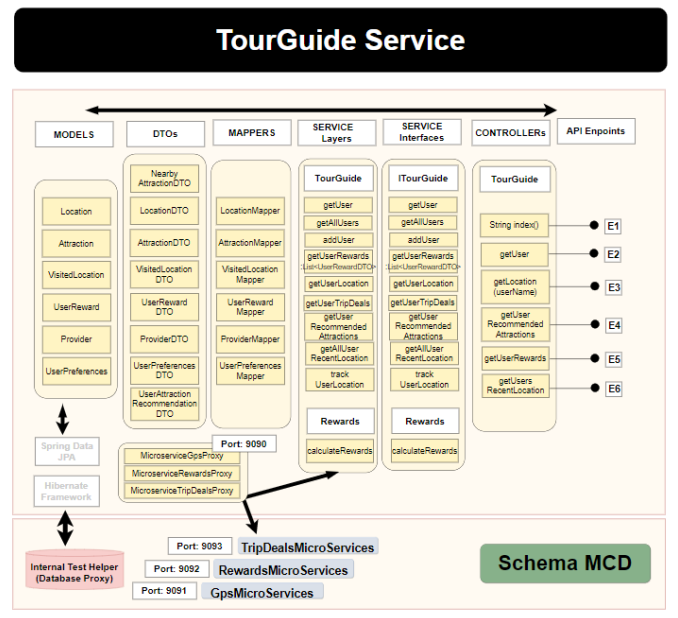 TourGuide Service
MODELS
DTOs
MAPPERS
SERVICE
Layers
SERVICE
Interfaces
CONTROLLERs
API Enpoints
Location
Attraction
VisitedLocation
UserReward
Provider
UserPreferences
Nearby
AttractionDTO
LocationDTO
AttractionDTO
VisitedLocation
DTO
UserReward
DTO
ProviderDTO
UserPreferences
DTO
UserAttraction
Recommendation
DTO
LocationMapper
AttractionMapper
VisitedLocation
Mapper
UserReward
Mapper
ProviderMapper
UserPreferences
Mapper
TourGuide
getUser
getAllUsers
addUser
getUserRewards
:List<UserRewardDTO>
getUserLocation
getUserTripDeals
getUser
Recommended
Attractions
getAllUser
RecentLocation
track
UserLocation
Rewards
calculateRewards
ITourGuide
getUser
getAllUsers
addUser
getUserRewards
:List<UserRewardDTO>
getUserLocation
getUserTripDeals
getUser
Recommended
Attractions
getAllUser
RecentLocation
track
UserLocation
Rewards
calculateRewards
TourGuide
String index()
getUser
getLocation
(userName)
getUser
Recommended
Attractions
getUserRewards
getUsers
RecentLocation
E1
E2
E3
E4
E5
E6
Spring Data
JPA
Hibernate
Framework
Port: 9090
MicroserviceGpsProxy
MicroserviceRewardsProxy
MicroserviceTripDealsProxy
Internal Test Helper
(Database Proxy)
Port: 9093
TripDealsMicroServices
Port: 9092
RewardsMicroServices
Port: 9091
GpsMicroServices
Schema MCD